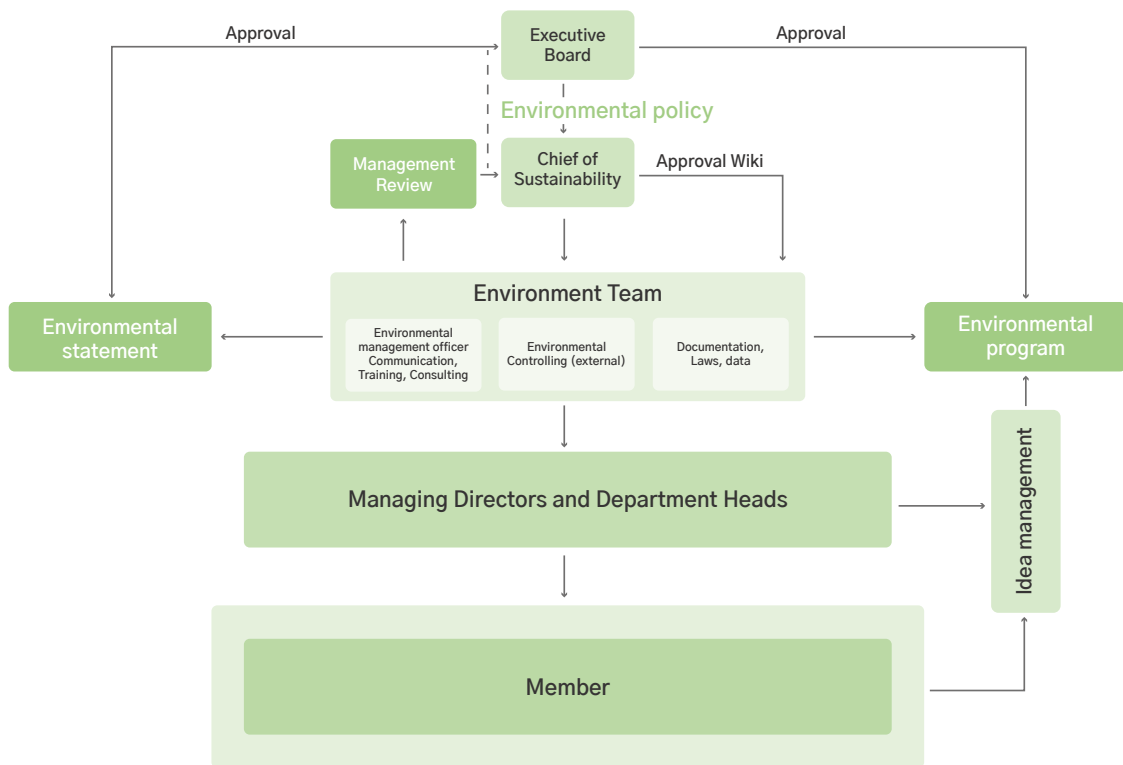 Approval
Executive
Board
Approval
Environmental policy
Management
Review
Chief of
Sustainability
Approval Wiki
Environment Team
Environmental
statement
Environmental
management officer
Communication,
Training, Consulting
Environmental
Controlling (external)
Documentation,
Laws, data
Environmental
program
Managing Directors and Department Heads
Idea management
Member